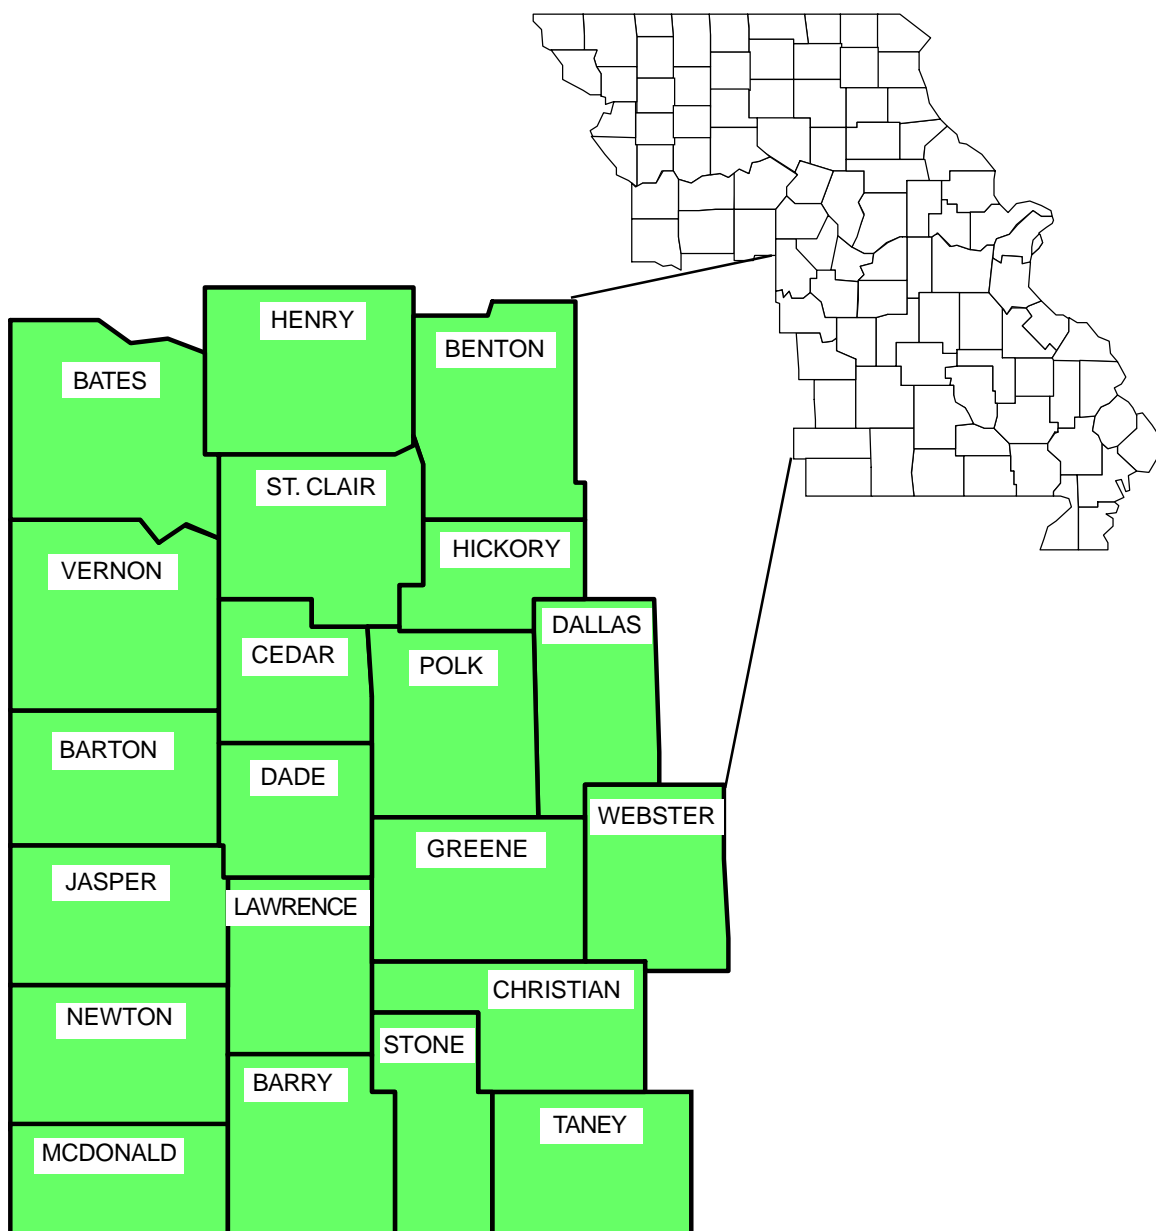 HENRY
BENTON
BATES
ST. CLAIR
HICKORY
VERNON
DALLAS
CEDAR
POLK
BARTON
DADE
WEBSTER
GREENE
JASPER
LAWRENCE
CHRISTIAN
NEWTON
STONE
BARRY
TANEY
MCDONALD